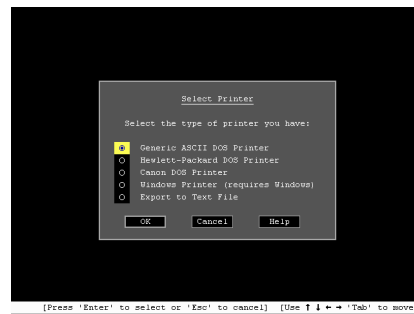 Select Printer
Select the type of printer you have:
Generic ASCII DOS Printer
Hewlett-Packard DOS Printer
Canon DOS Printer
Windows Printer (requires Windows)
Export to Text File
OK Cancel Help
[Press 'Enter' to select or 'Esc' to cancel] [Use ↑ ↓ ← → 'Tab' to move